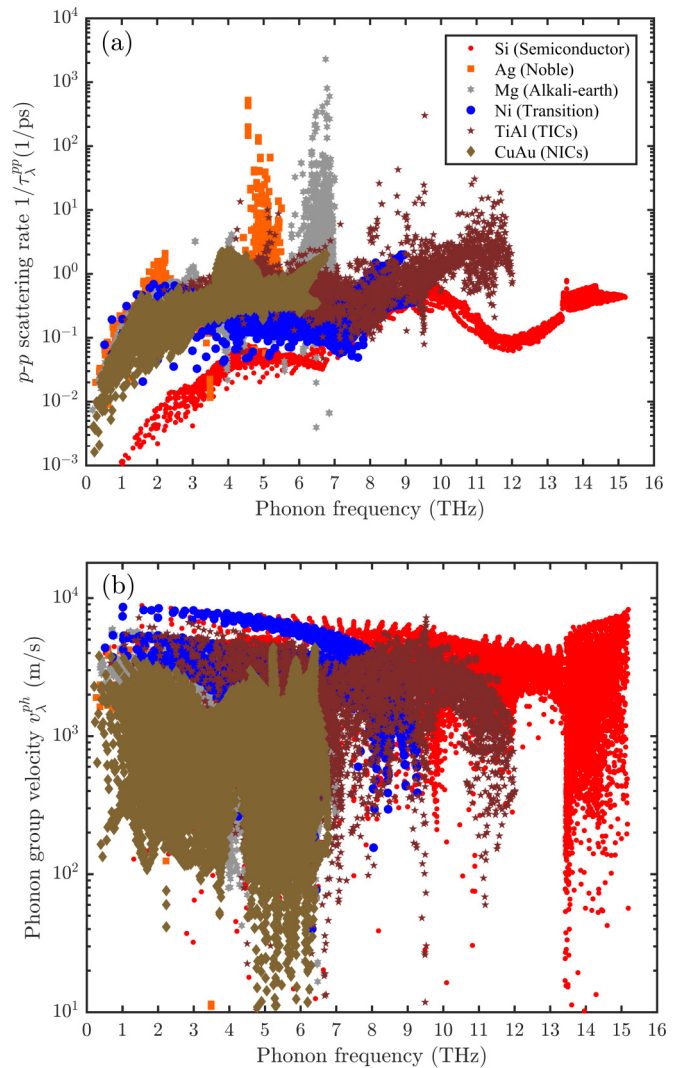 (a)
Si (Semiconductor)
Ag (Noble)
Mg (Alkali-earth)
Ni (Transition)
TiAl (TICs)
CuAu (NICs)
p-p scattering rate 1/τ_λ^{pp}(1/ps)
10^4
10^3
10^2
10^1
10^0
10^{-1}
10^{-2}
10^{-3}
0 1 2 3 4 5 6 7 8 9 10 11 12 13 14 15 16
Phonon frequency (THz)
(b)
Phonon group velocity v_λ^{ph} (m/s)
10^4
10^3
10^2
10^1
0 1 2 3 4 5 6 7 8 9 10 11 12 13 14 15 16
Phonon frequency (THz)